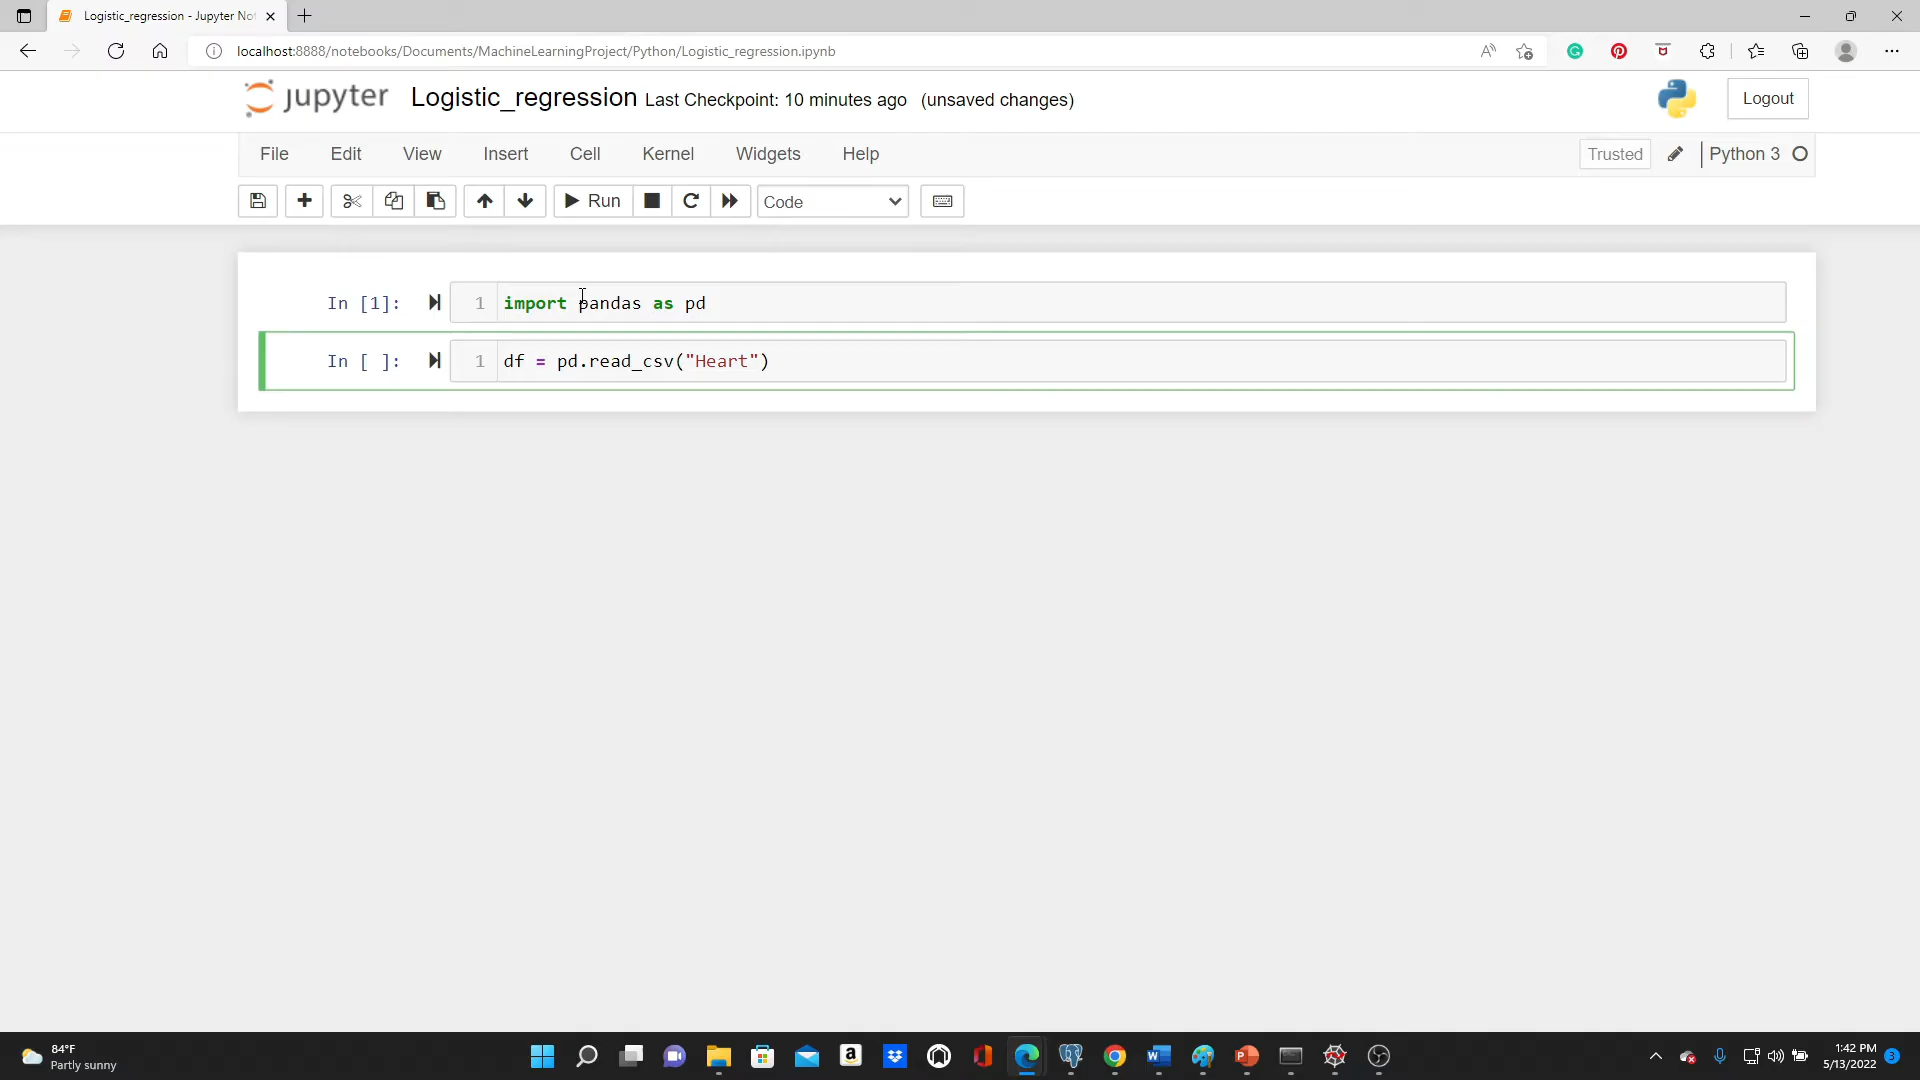 Logistic_regression - Jupyter Not
localhost:8888/notebooks/Documents/MachineLearningProject/Python/Logistic_regression.ipynb
jupyter Logistic_regression Last Checkpoint: 10 minutes ago (unsaved changes)
Logout
File Edit View Insert Cell Kernel Widgets Help
Trusted Python 3
Run Code
In [1]: 1 import pandas as pd
In [ ]: 1 df = pd.read_csv("Heart")
84°F
Partly sunny
1:42 PM
5/13/2022
3